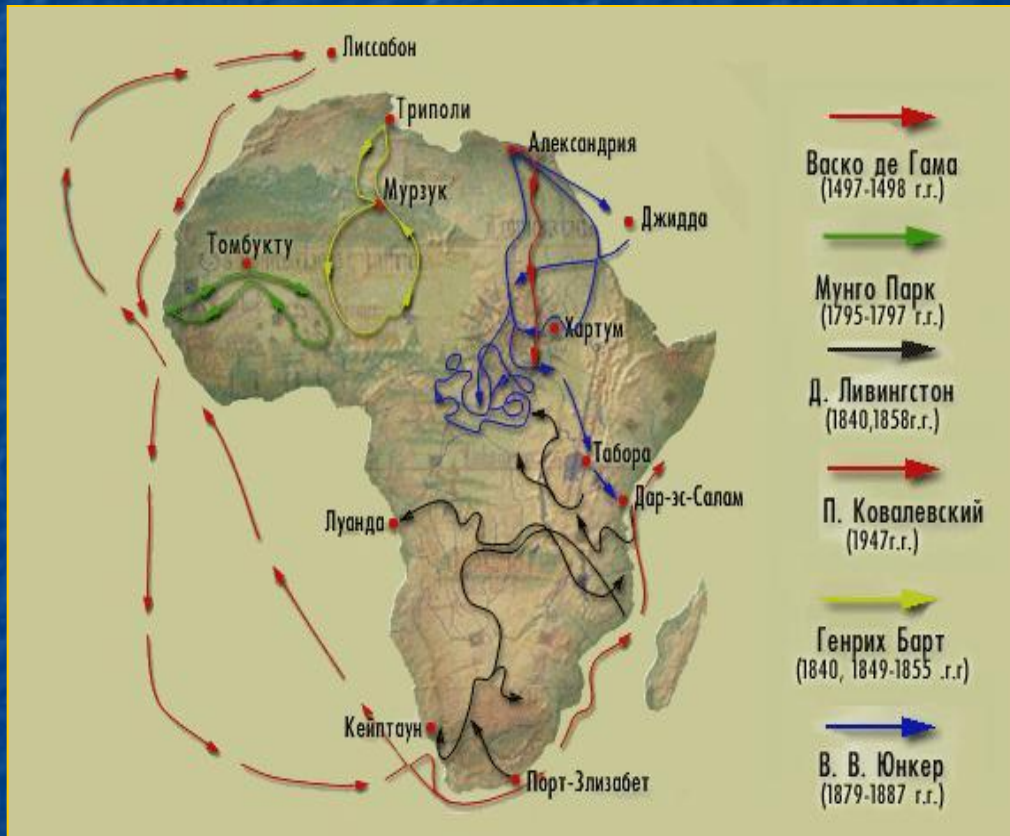 Лиссабон
Триполи
Александрия
Мурзук
Джидда
Томбукту
Хартум
Табора
Дар-эс-Салам
Луанда
Кейптаун
Порт-Элизабет
Васко де Гама
(1497-1498 г.г.)
Мунго Парк
(1795-1797 г.г.)
Д. Ливингстон
(1840,1858г.г.)
П. Ковалевский
(1947г.г.)
Генрих Барт
(1840, 1849-1855 .г.г)
В. В. Юнкер
(1879-1887 г.г.)